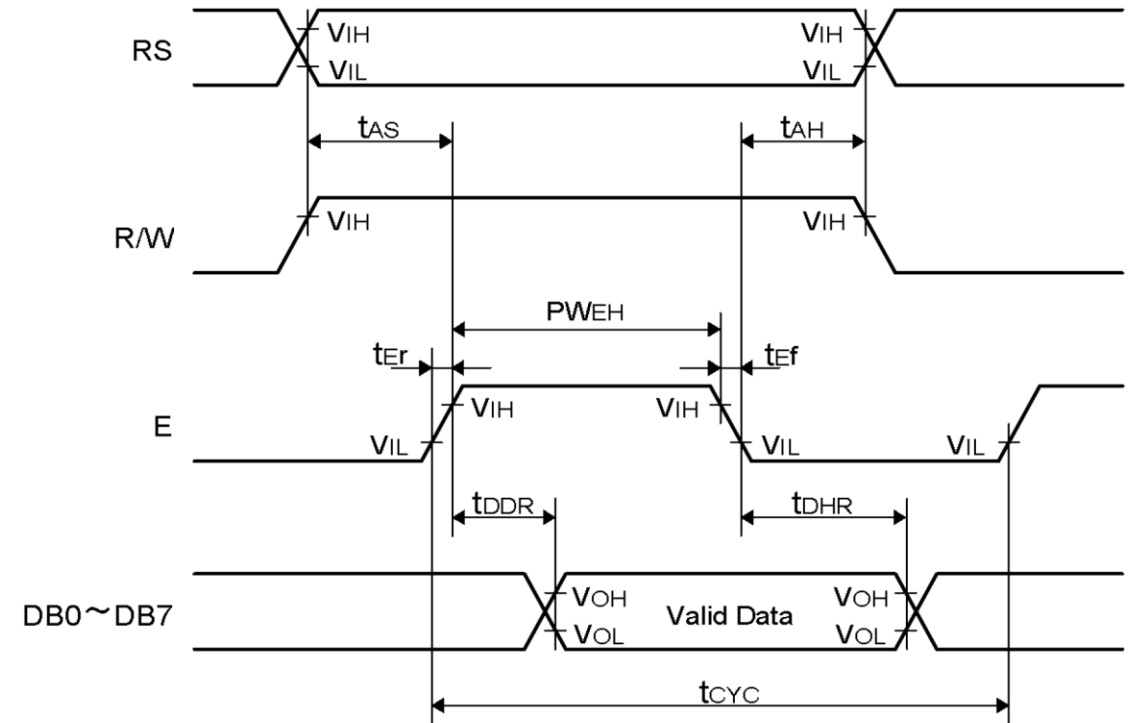 RS
VIH
VIH
VIL
VIL
tAS
tAH
R/W
VIH
VIH
PWEH
tEr
tEf
E
VIH
VIH
VIL
VIL
VIL
tDDR
tDHR
DB0~DB7
VOH
Valid Data
VOH
VOL
VOL
tCYC